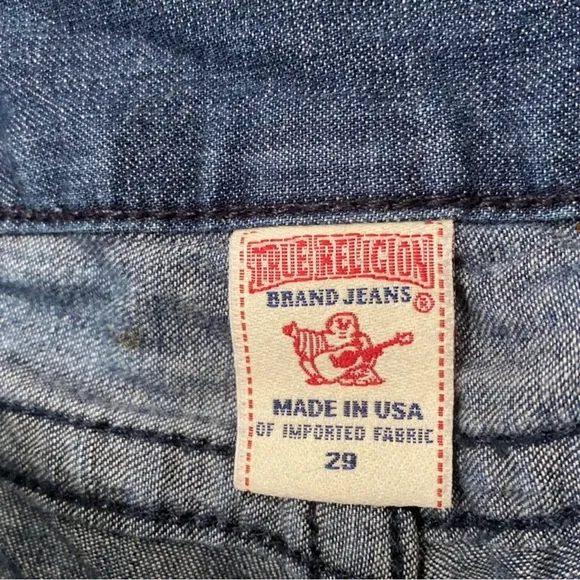 TRUE RELIGION
BRAND JEANS ®
MADE IN USA
OF IMPORTED FABRIC
29